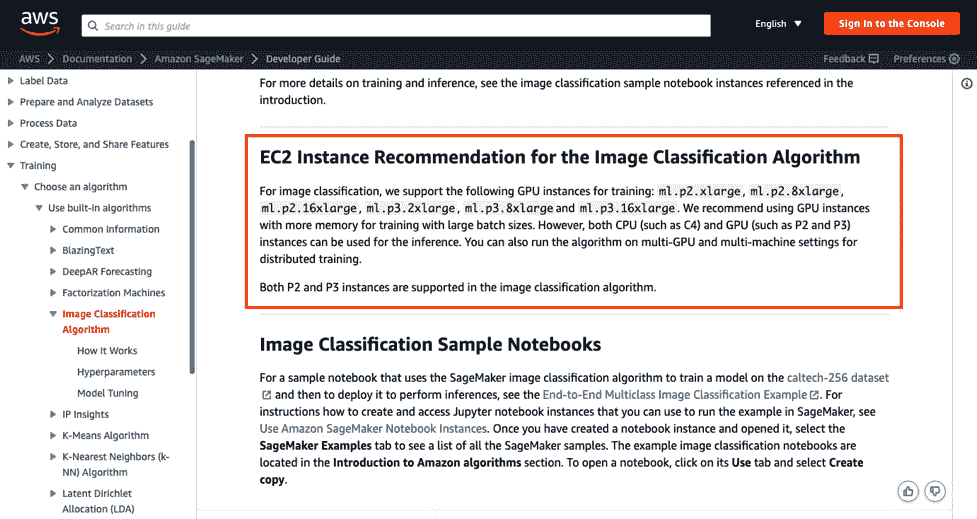 aws
Search in this guide
English
Sign In to the Console
AWS
Documentation
Amazon SageMaker
Developer Guide
Feedback
Preferences
Label Data
Prepare and Analyze Datasets
Process Data
Create, Store, and Share Features
Training
Choose an algorithm
Use built-in algorithms
Common Information
BlazingText
DeepAR Forecasting
Factorization Machines
Image Classification
Algorithm
How It Works
Hyperparameters
Model Tuning
IP Insights
K-Means Algorithm
K-Nearest Neighbors (k-
NN) Algorithm
Latent Dirichlet
Allocation (LDA)
For more details on training and inference, see the image classification sample notebook instances referenced in the
introduction.
EC2 Instance Recommendation for the Image Classification Algorithm
For image classification, we support the following GPU instances for training: ml.p2.xlarge, ml.p2.8xlarge,
ml.p2.16xlarge, ml.p3.2xlarge, ml.p3.8xlargeand ml.p3.16xlarge. We recommend using GPU instances
with more memory for training with large batch sizes. However, both CPU (such as C4) and GPU (such as P2 and P3)
instances can be used for the inference. You can also run the algorithm on multi-GPU and multi-machine settings for
distributed training.
Both P2 and P3 instances are supported in the image classification algorithm.
Image Classification Sample Notebooks
For a sample notebook that uses the SageMaker image classification algorithm to train a model on the caltech-256 dataset
and then to deploy it to perform inferences, see the End-to-End Multiclass Image Classification Example. For
instructions how to create and access Jupyter notebook instances that you can use to run the example in SageMaker, see
Use Amazon SageMaker Notebook Instances. Once you have created a notebook instance and opened it, select the
SageMaker Examples tab to see a list of all the SageMaker samples. The example image classification notebooks are
located in the Introduction to Amazon algorithms section. To open a notebook, click on its Use tab and select Create
copy.